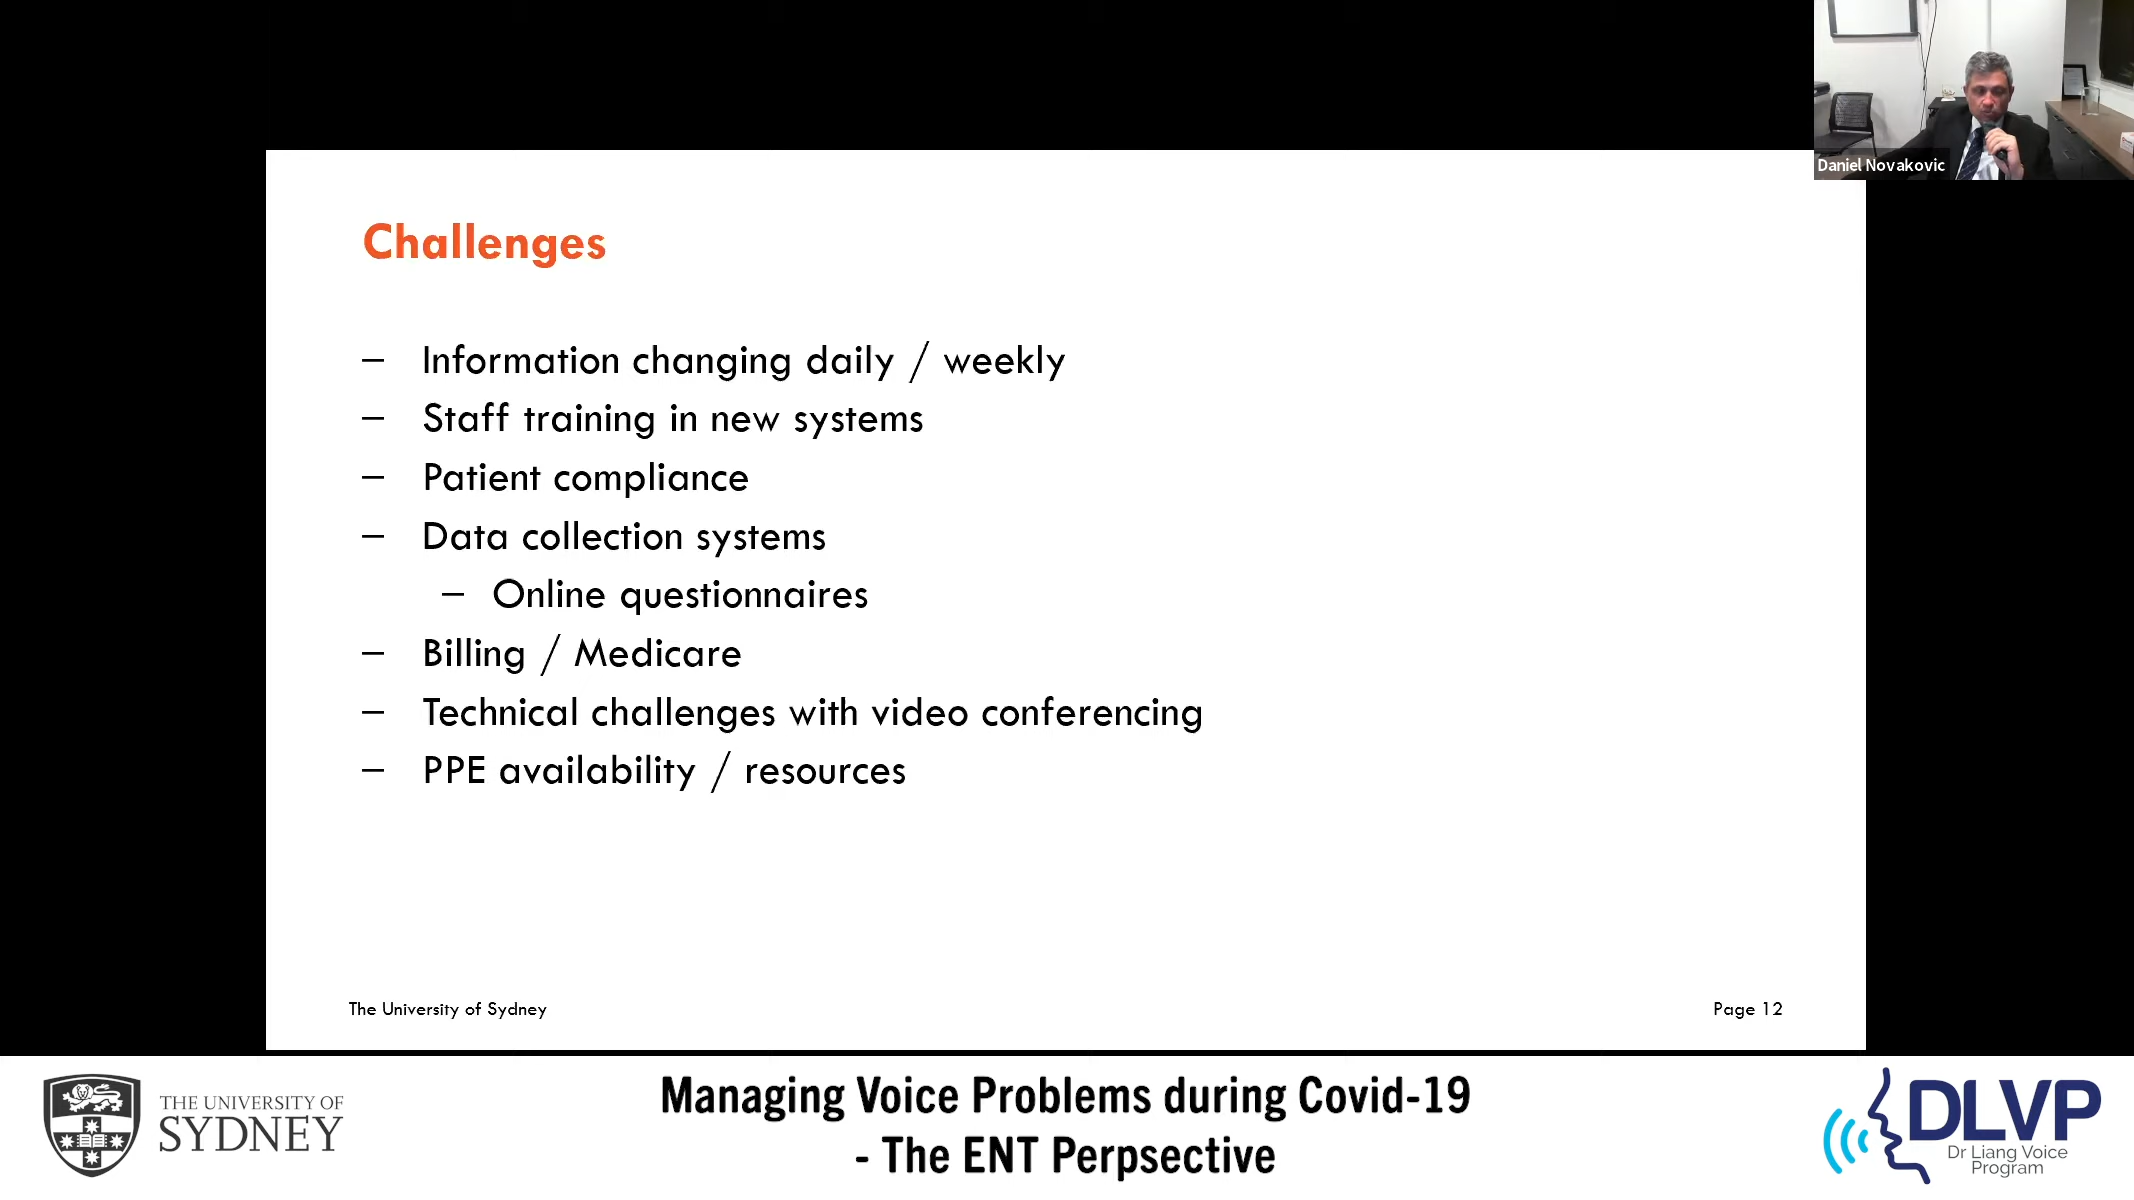 Daniel Novakovic
Challenges
– Information changing daily / weekly
– Staff training in new systems
– Patient compliance
– Data collection systems
– Online questionnaires
– Billing / Medicare
– Technical challenges with video conferencing
– PPE availability / resources
The University of Sydney
Page 12
THE UNIVERSITY OF
SYDNEY
Managing Voice Problems during Covid-19
- The ENT Perpsective
DLVP
Dr Liang Voice
Program